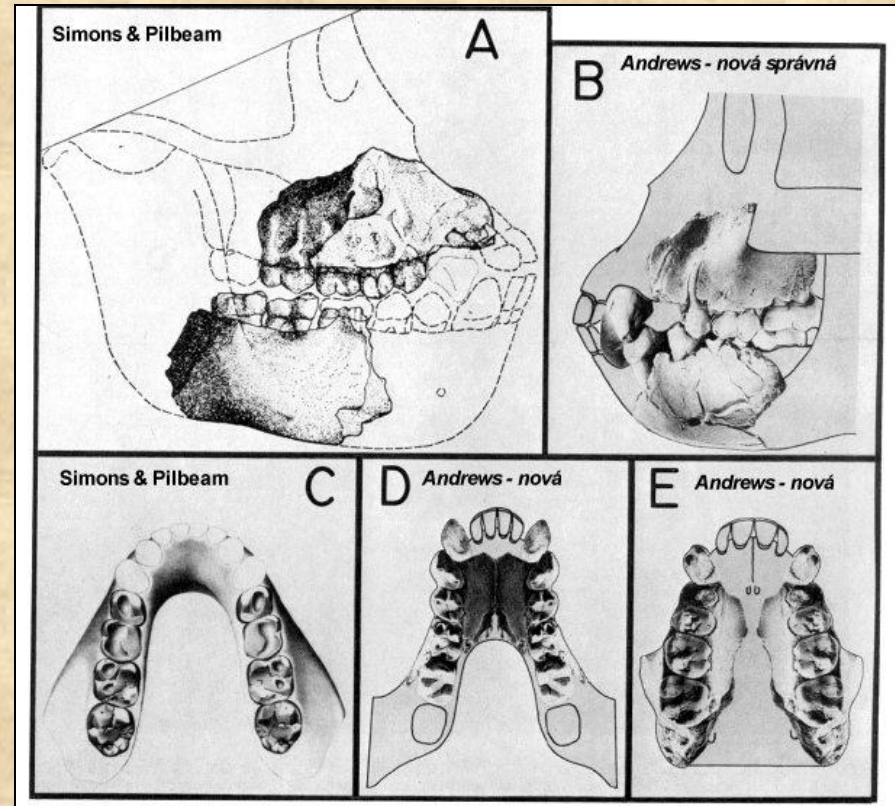 Simons & Pilbeam
A
B
Andrews - nová správná
Simons & Pilbeam
C
D
Andrews - nová
E
Andrews - nová